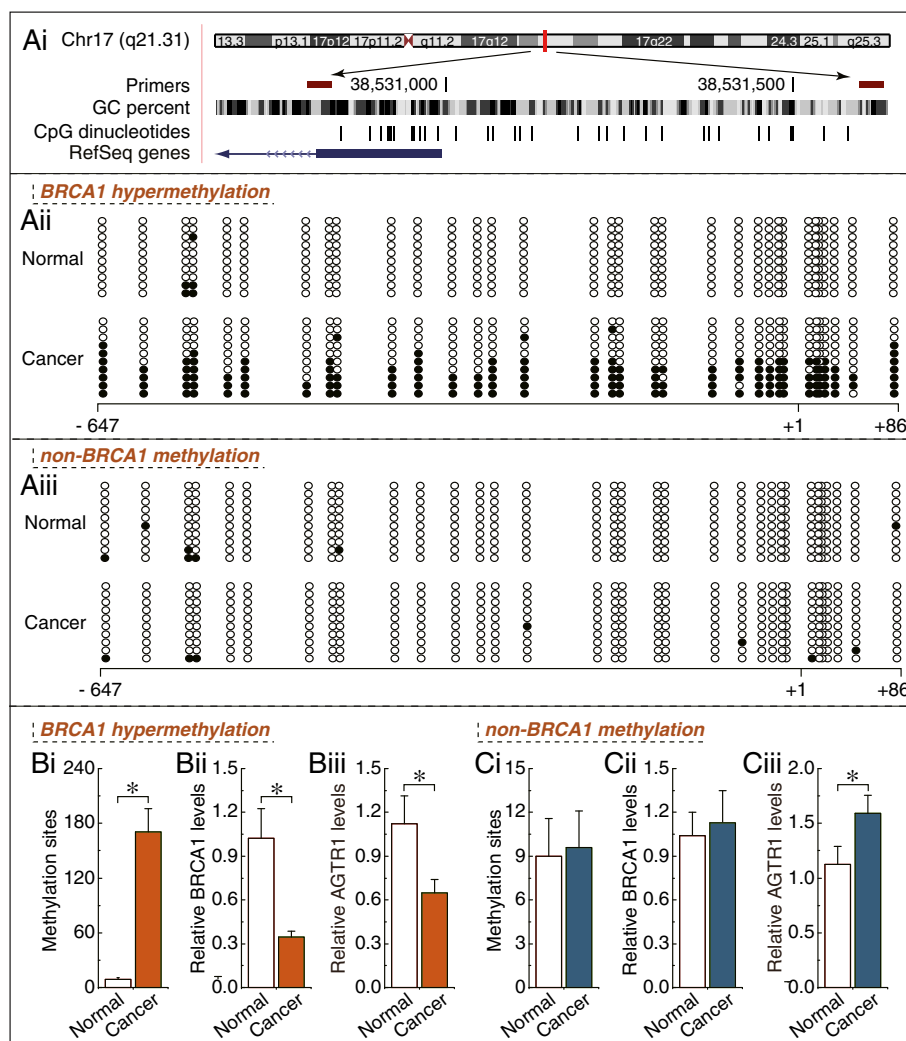 Ai Chr17 (q21.31)
13.3 p13.1 17p12 17p11.2 q11.2 17q12 17q22 24.3 25.1 q25.3
Primers 38,531,000 38,531,500
GC percent
CpG dinucleotides
RefSeq genes
BRCA1 hypermethylation
Aii
Normal
Cancer
- 647 +1 +86
non-BRCA1 methylation
Aiii
Normal
Cancer
- 647 +1 +86
BRCA1 hypermethylation
Bi
Methylation sites
240
180
120
60
0
*
Normal
Cancer
Bii
Relative BRCA1 levels
1.5
1.2
0.9
0.6
0.3
0.0
*
Normal
Cancer
Biii
Relative AGTR1 levels
1.5
1.2
0.9
0.6
0.3
0.0
*
Normal
Cancer
non-BRCA1 methylation
Ci
Methylation sites
15
12
9
6
3
0
Normal
Cancer
Cii
Relative BRCA1 levels
1.5
1.2
0.9
0.6
0.3
0.0
Normal
Cancer
Ciii
Relative AGTR1 levels
2.0
1.5
1.0
0.5
0.0
*
Normal
Cancer